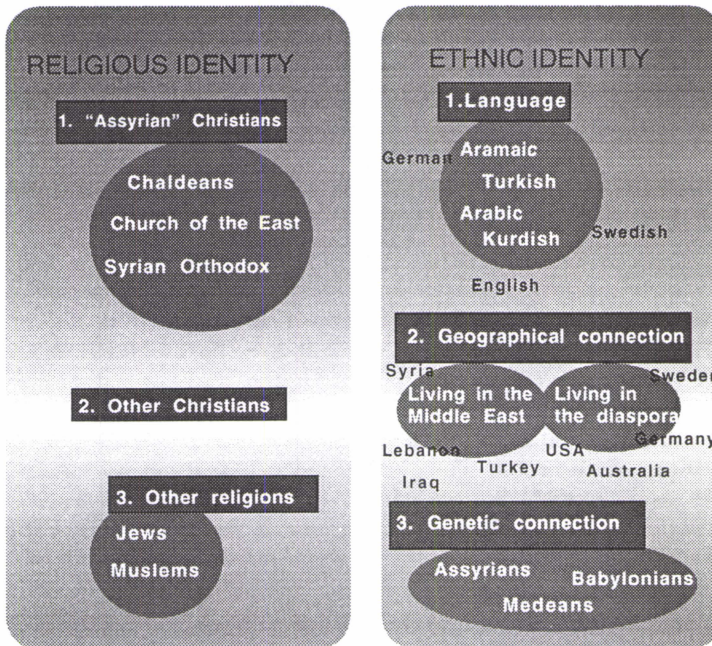 RELIGIOUS IDENTITY
1. "Assyrian" Christians
Chaldeans
Church of the East
Syrian Orthodox
2. Other Christians
3. Other religions
Jews
Muslems
ETHNIC IDENTITY
1.Language
German
Aramaic
Turkish
Arabic
Kurdish
Swedish
English
2. Geographical connection
Syria
Sweden
Living in the
Middle East
Living in
the diaspora
Lebanon
Germany
Turkey
USA
Iraq
Australia
3. Genetic connection
Assyrians
Babylonians
Medeans